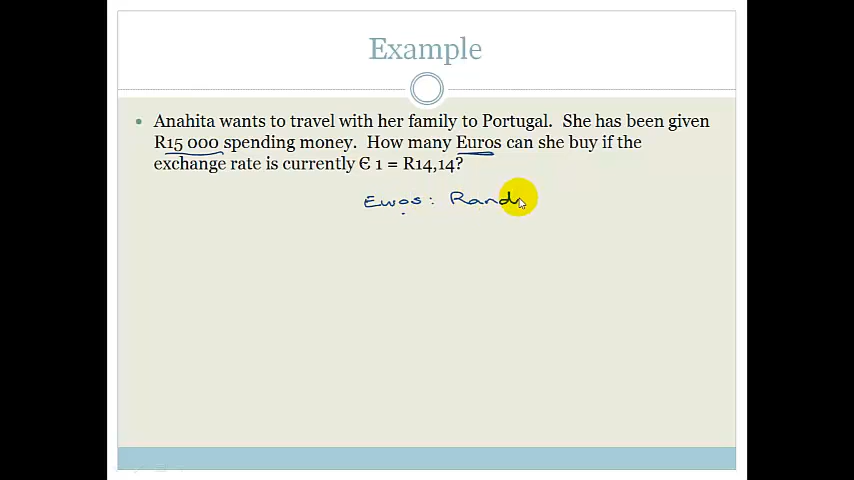 Example
• Anahita wants to travel with her family to Portugal. She has been given
R15 000 spending money. How many Euros can she buy if the
exchange rate is currently € 1 = R14,14?
Euros : Rand